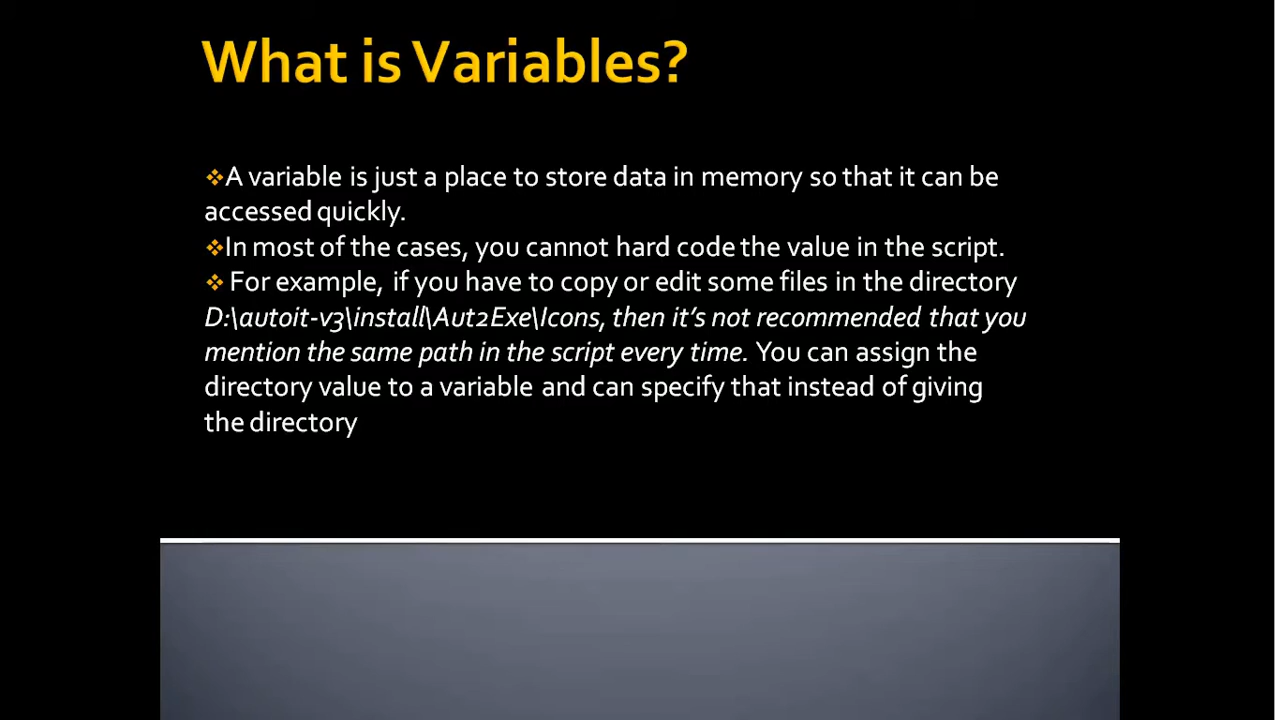 What is Variables?
❖A variable is just a place to store data in memory so that it can be
accessed quickly.
❖In most of the cases, you cannot hard code the value in the script.
❖ For example, if you have to copy or edit some files in the directory
D:\autoit-v3\install\Aut2Exe\Icons, then it's not recommended that you
mention the same path in the script every time. You can assign the
directory value to a variable and can specify that instead of giving
the directory